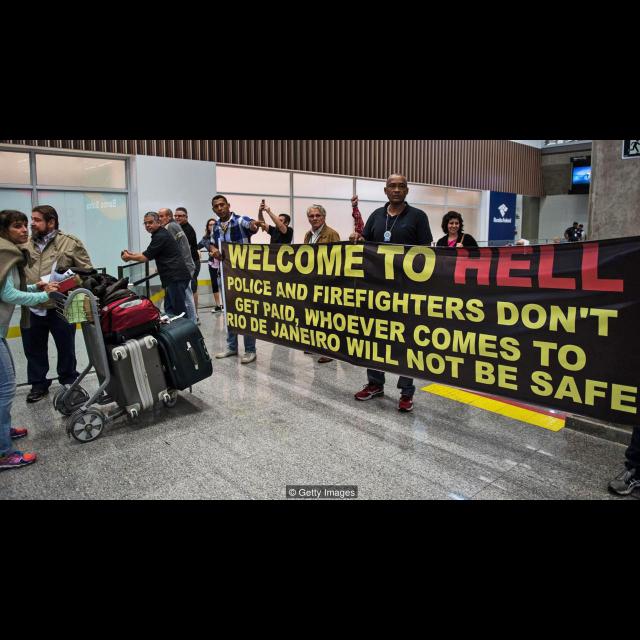 WELCOME TO HELL
POLICE AND FIREFIGHTERS DON'T
GET PAID, WHOEVER COMES TO
RIO DE JANEIRO WILL NOT BE SAFE
© Getty Images